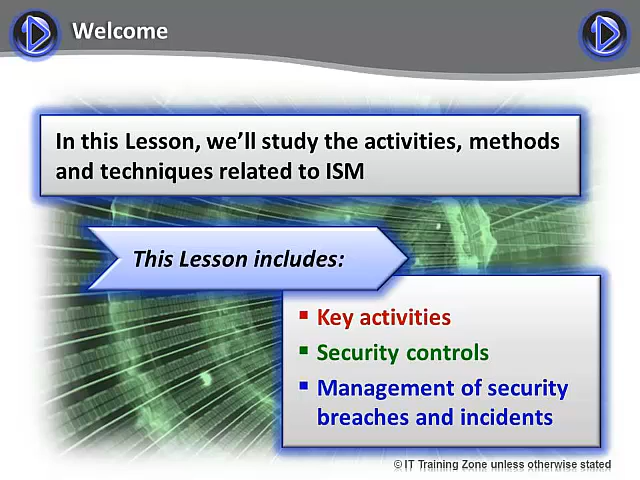 Welcome
In this Lesson, we’ll study the activities, methods
and techniques related to ISM
This Lesson includes:
Key activities
Security controls
Management of security
breaches and incidents
© IT Training Zone unless otherwise stated